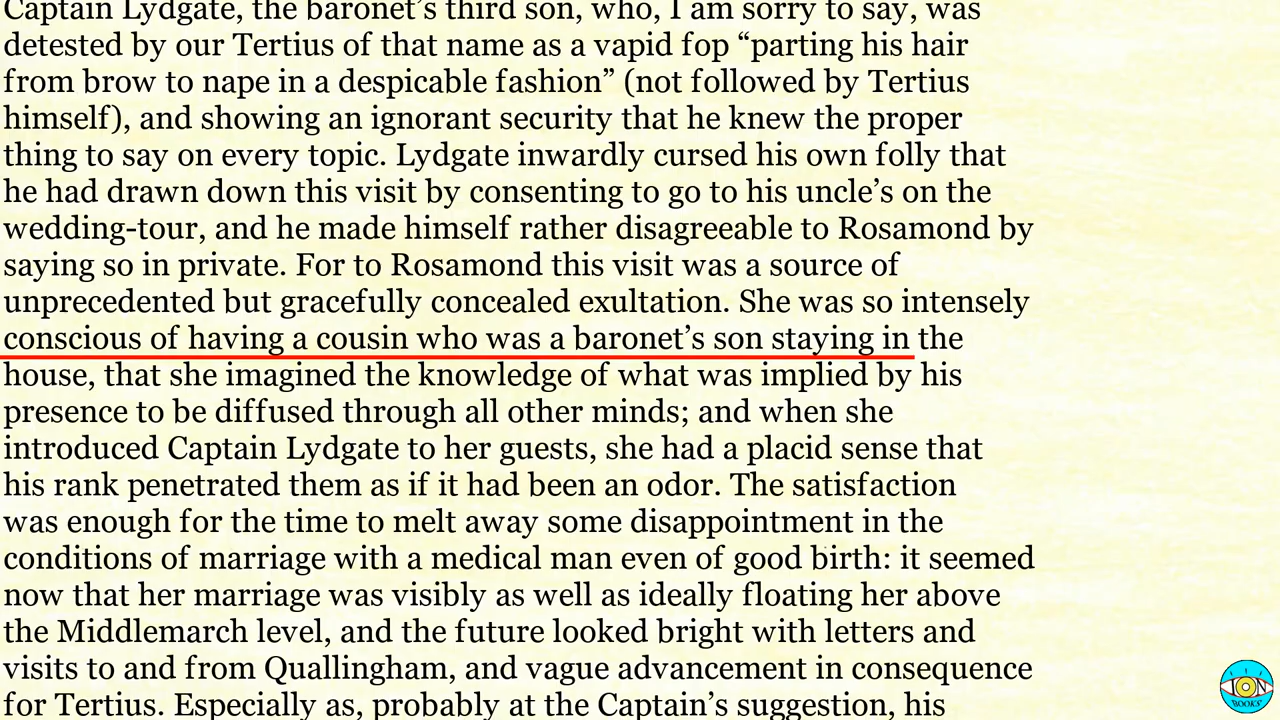 Captain Lydgate, the baronet’s third son, who, I am sorry to say, was
detested by our Tertius of that name as a vapid fop “parting his hair
from brow to nape in a despicable fashion” (not followed by Tertius
himself), and showing an ignorant security that he knew the proper
thing to say on every topic. Lydgate inwardly cursed his own folly that
he had drawn down this visit by consenting to go to his uncle’s on the
wedding-tour, and he made himself rather disagreeable to Rosamond by
saying so in private. For to Rosamond this visit was a source of
unprecedented but gracefully concealed exultation. She was so intensely
conscious of having a cousin who was a baronet’s son staying in the
house, that she imagined the knowledge of what was implied by his
presence to be diffused through all other minds; and when she
introduced Captain Lydgate to her guests, she had a placid sense that
his rank penetrated them as if it had been an odor. The satisfaction
was enough for the time to melt away some disappointment in the
conditions of marriage with a medical man even of good birth: it seemed
now that her marriage was visibly as well as ideally floating her above
the Middlemarch level, and the future looked bright with letters and
visits to and from Quallingham, and vague advancement in consequence
for Tertius. Especially as, probably at the Captain’s suggestion, his
ION
BOOKS